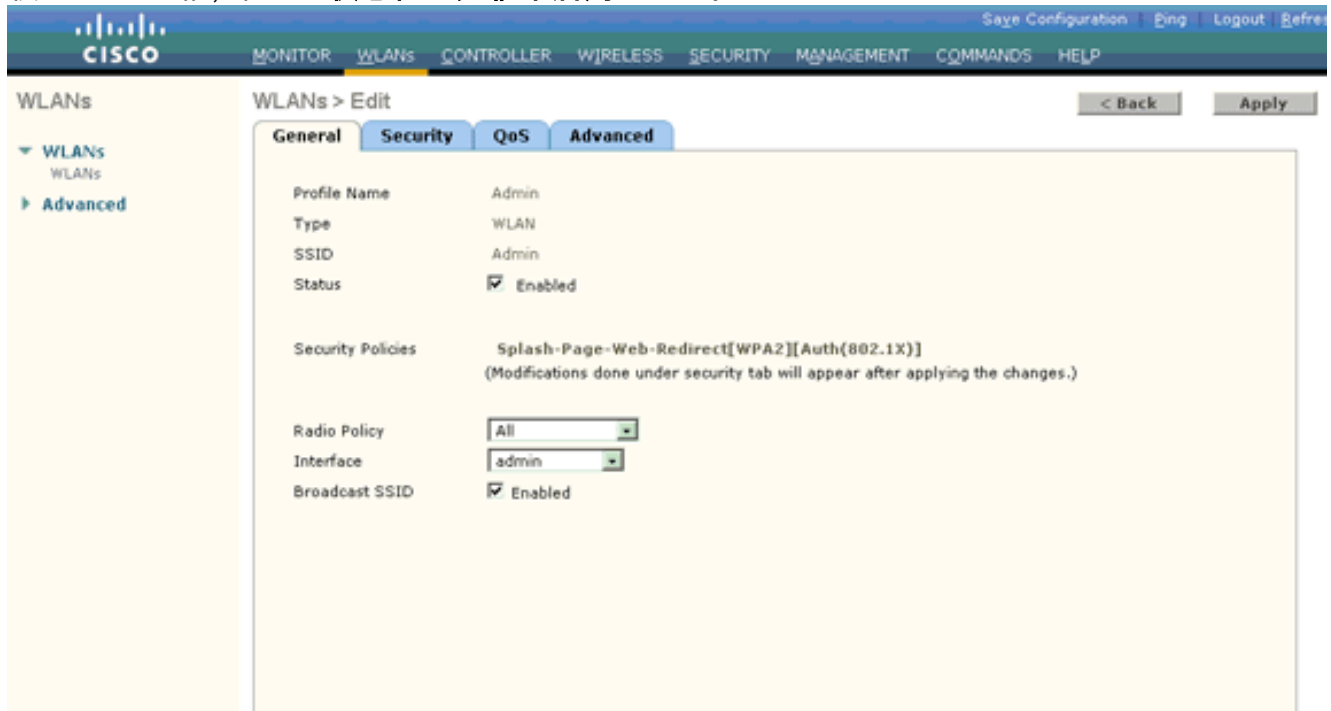 Save Configuration | Ping | Logout | Refres
CISCO
MONITOR WLANs CONTROLLER WIRELESS SECURITY MANAGEMENT COMMANDS HELP
WLANs
WLANs
WLANs
Advanced
WLANs > Edit
< Back
Apply
General
Security
QoS
Advanced
Profile Name Admin
Type WLAN
SSID Admin
Status Enabled
Security Policies Splash-Page-Web-Redirect[WPA2][Auth(802.1X)]
(Modifications done under security tab will appear after applying the changes.)
Radio Policy All
Interface admin
Broadcast SSID Enabled